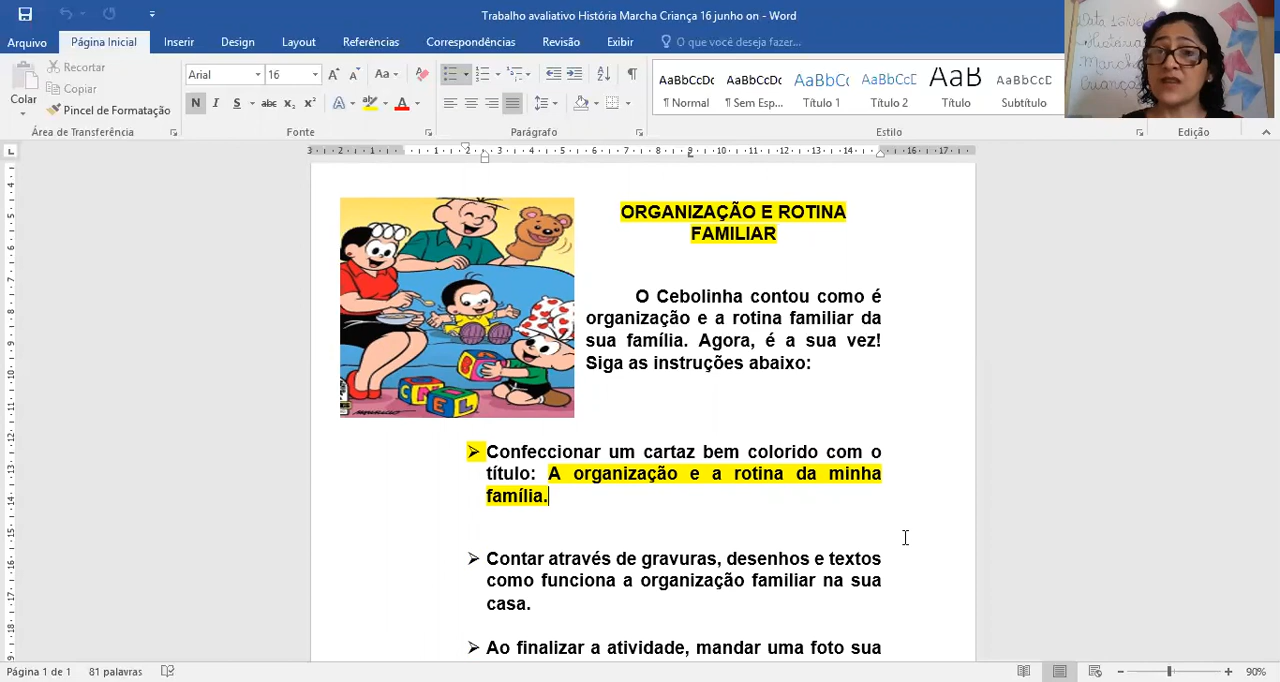 Trabalho avaliativo História Marcha Criança 16 junho on - Word
Arquivo Página Inicial Inserir Design Layout Referências Correspondências Revisão Exibir O que você deseja fazer...
Colar
Recortar
Copiar
Pincel de Formatação
Área de Transferência
Arial 16
Fonte
Parágrafo
AaBbCcDc AaBbCcDc AaBbC AaBbCcD AaB AaBbCcD
¶ Normal ¶ Sem Esp... Título 1 Título 2 Título Subtítulo
Estilo
Edição
História
Marcha
Criança
ORGANIZAÇÃO E ROTINA
FAMILIAR
O Cebolinha contou como é
organização e a rotina familiar da
sua família. Agora, é a sua vez!
Siga as instruções abaixo:
Confeccionar um cartaz bem colorido com o
título: A organização e a rotina da minha
família.
Contar através de gravuras, desenhos e textos
como funciona a organização familiar na sua
casa.
Ao finalizar a atividade, mandar uma foto sua
Página 1 de 1 81 palavras 90%